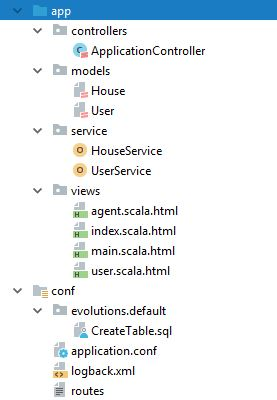 app
controllers
ApplicationController
models
House
User
service
HouseService
UserService
views
agent.scala.html
index.scala.html
main.scala.html
user.scala.html
conf
evolutions.default
CreateTable.sql
application.conf
logback.xml
routes